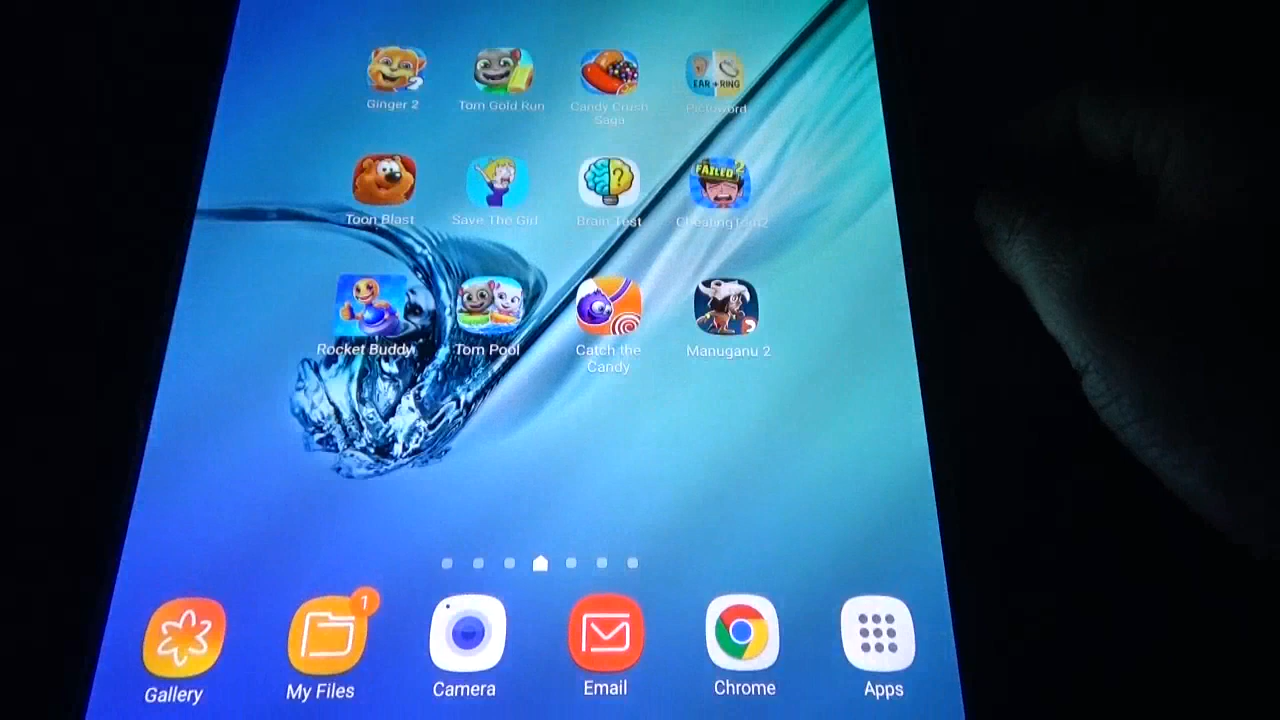 Ginger 2
Tom Gold Run
Candy Crush
Saga
EAR + RING
Pictoword
Toon Blast
Save The Girl
Brain Test
FAILED
Cheating Tom 2
Rocket Buddy
Tom Pool
Catch the
Candy
2
Manuganu 2
1
Gallery
My Files
Camera
Email
Chrome
Apps